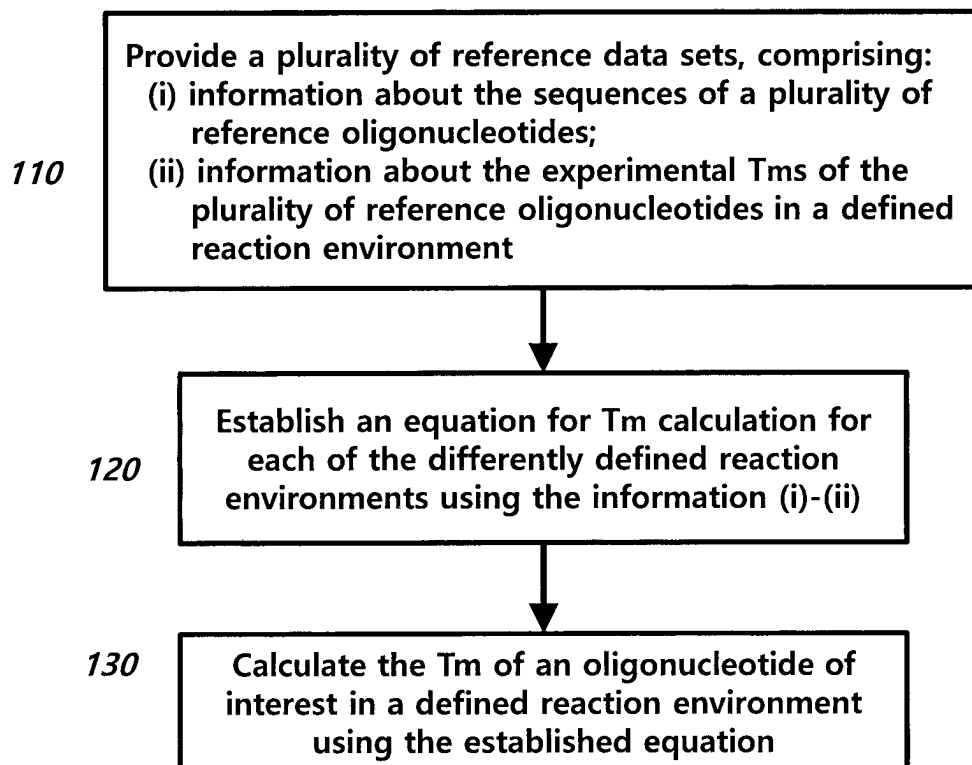 Provide a plurality of reference data sets, comprising:
(i) information about the sequences of a plurality of
reference oligonucleotides;
110
(ii) information about the experimental Tms of the
plurality of reference oligonucleotides in a defined
reaction environment
Establish an equation for Tm calculation for
120
each of the differently defined reaction
environments using the information (i)-(ii)
130
Calculate the Tm of an oligonucleotide of
interest in a defined reaction environment
using the established equation